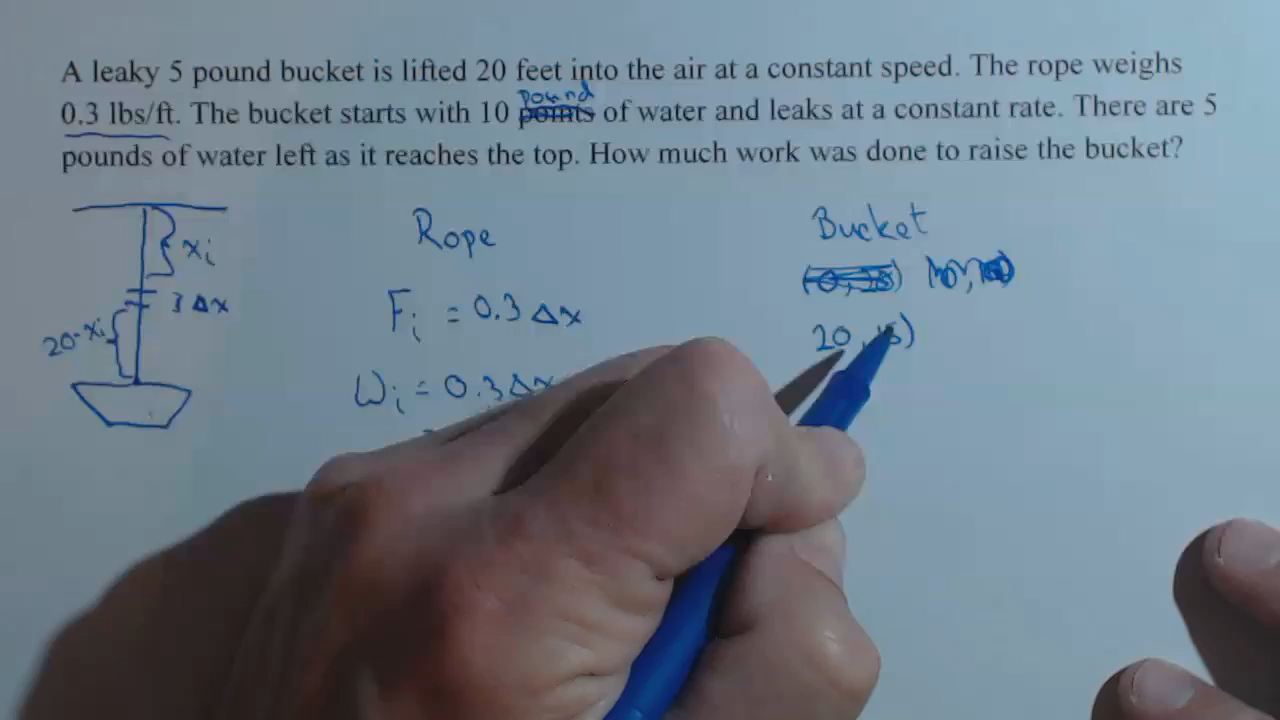 A leaky 5 pound bucket is lifted 20 feet into the air at a constant speed. The rope weighs
pound
0.3 lbs/ft. The bucket starts with 10 points of water and leaks at a constant rate. There are 5
pounds of water left as it reaches the top. How much work was done to raise the bucket?
Rope
Bucket
xᵢ
Fᵢ = 0.3 Δx
} Δx
20-xᵢ
20,
Wᵢ = 0.3 Δx